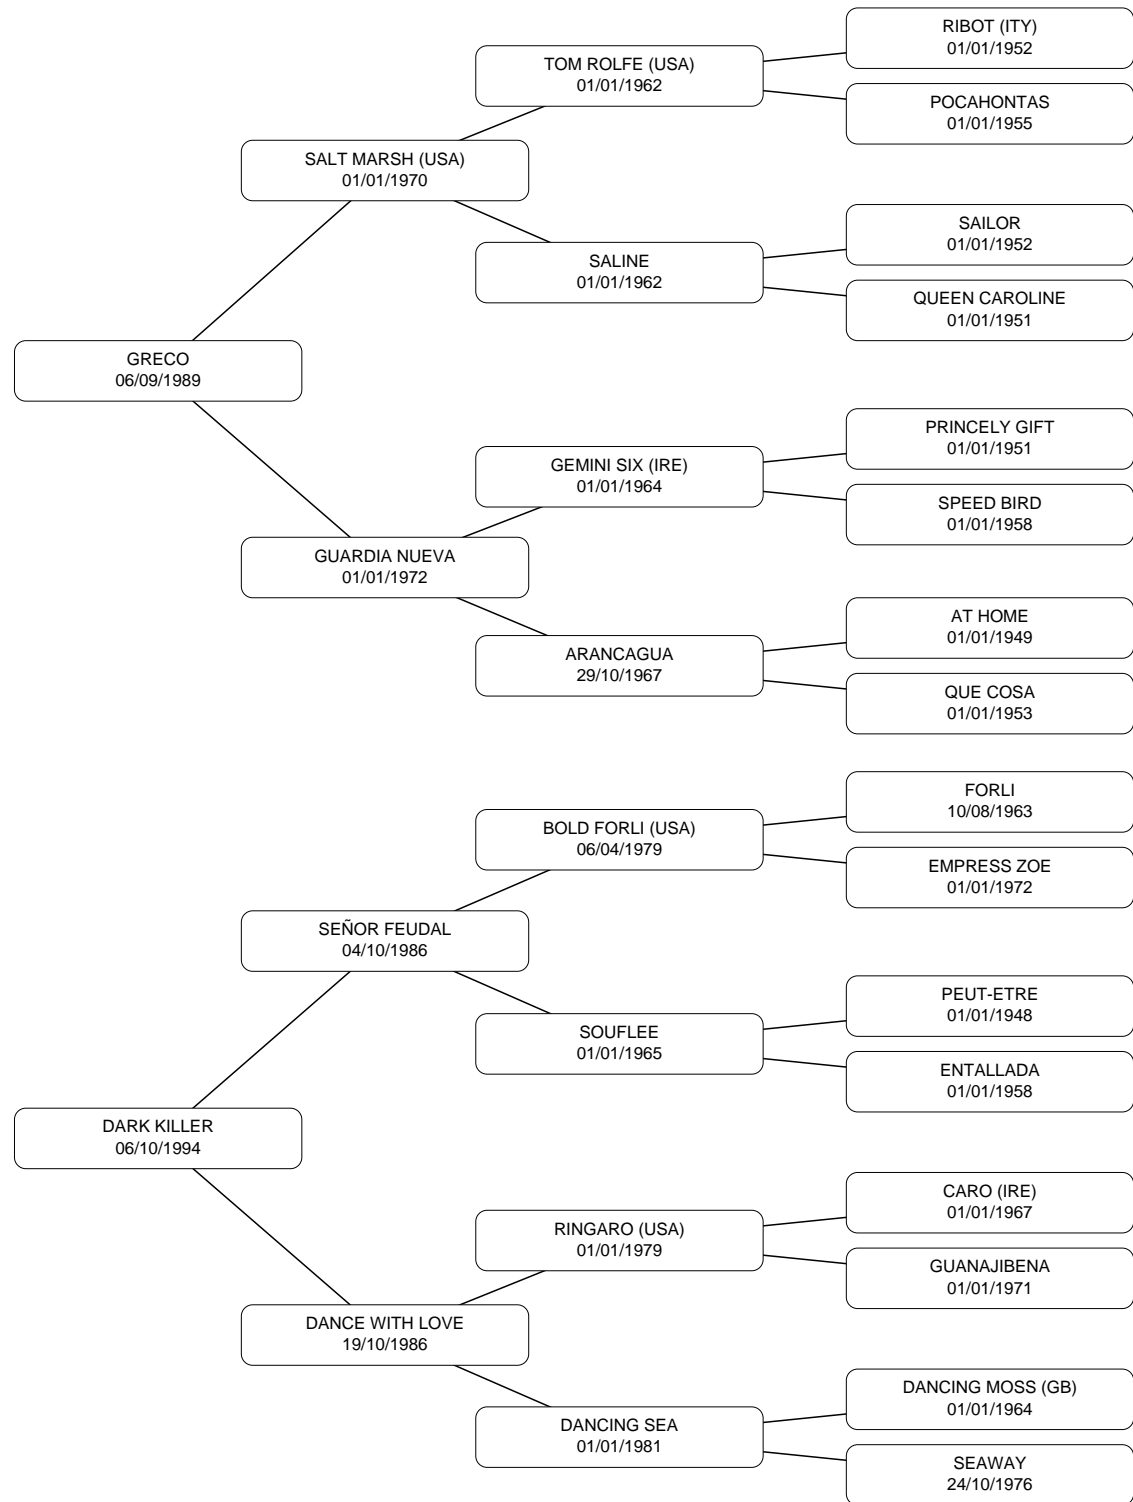 RIBOT (ITY)
01/01/1952
TOM ROLFE (USA)
01/01/1962
POCAHONTAS
01/01/1955
SALT MARSH (USA)
01/01/1970
SAILOR
01/01/1952
SALINE
01/01/1962
QUEEN CAROLINE
01/01/1951
GRECO
06/09/1989
PRINCELY GIFT
01/01/1951
GEMINI SIX (IRE)
01/01/1964
SPEED BIRD
01/01/1958
GUARDIA NUEVA
01/01/1972
AT HOME
01/01/1949
ARANCAGUA
29/10/1967
QUE COSA
01/01/1953
FORLI
10/08/1963
BOLD FORLI (USA)
06/04/1979
EMPRESS ZOE
01/01/1972
SEÑOR FEUDAL
04/10/1986
PEUT-ETRE
01/01/1948
SOUFLEE
01/01/1965
ENTALLADA
01/01/1958
DARK KILLER
06/10/1994
CARO (IRE)
01/01/1967
RINGARO (USA)
01/01/1979
GUANAJIBENA
01/01/1971
DANCE WITH LOVE
19/10/1986
DANCING MOSS (GB)
01/01/1964
DANCING SEA
01/01/1981
SEAWAY
24/10/1976